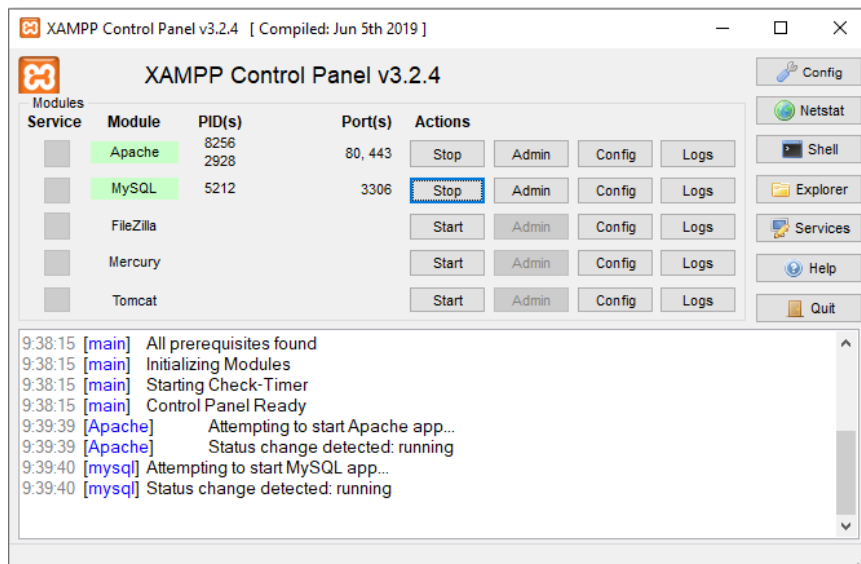 XAMPP Control Panel v3.2.4 [ Compiled: Jun 5th 2019 ]
XAMPP Control Panel v3.2.4
Config
Modules
Service Module PID(s) Port(s) Actions
Netstat
Apache 8256 2928 80, 443 Stop Admin Config Logs
Shell
MySQL 5212 3306 Stop Admin Config Logs
Explorer
FileZilla Start Admin Config Logs
Services
Mercury Start Admin Config Logs
Help
Tomcat Start Admin Config Logs
Quit
9:38:15 [main] All prerequisites found
9:38:15 [main] Initializing Modules
9:38:15 [main] Starting Check-Timer
9:38:15 [main] Control Panel Ready
9:39:39 [Apache] Attempting to start Apache app...
9:39:39 [Apache] Status change detected: running
9:39:40 [mysql] Attempting to start MySQL app...
9:39:40 [mysql] Status change detected: running